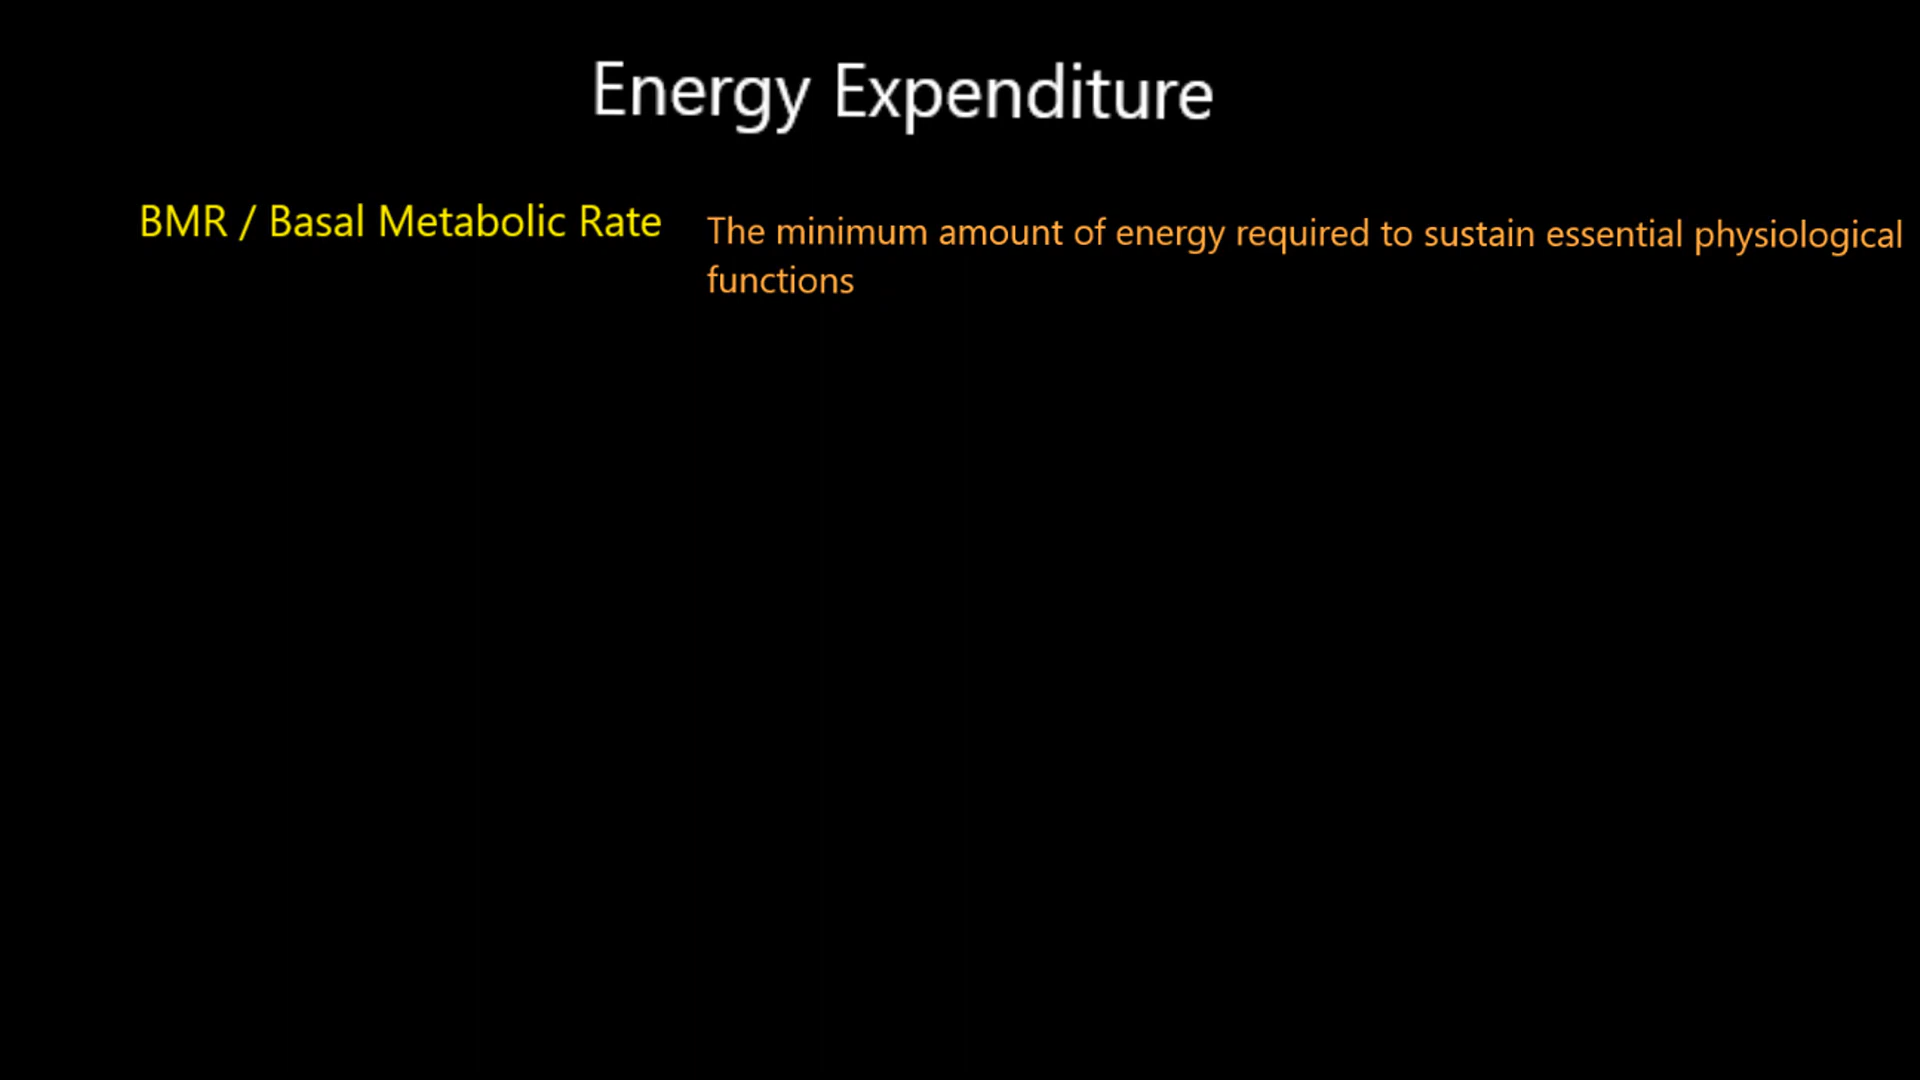 Energy Expenditure
BMR / Basal Metabolic Rate
The minimum amount of energy required to sustain essential physiological
functions